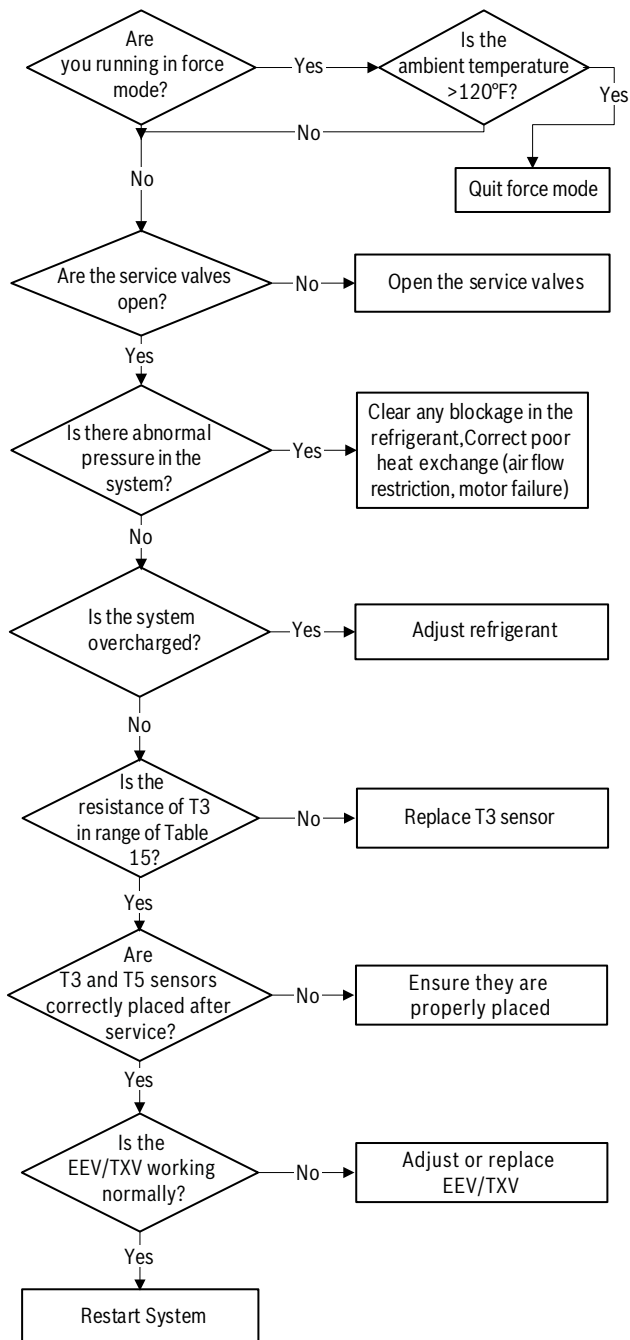 Are
you running in force
mode?
Yes
Is the
ambient temperature
>120°F?
Yes
No
No
Quit force mode
Are the service valves
open?
No
Open the service valves
Yes
Is there abnormal
pressure in the
system?
Yes
Clear any blockage in the
refrigerant,Correct poor
heat exchange (air flow
restriction, motor failure)
No
Is the system
overcharged?
Yes
Adjust refrigerant
No
Is the
resistance of T3
in range of Table
15?
No
Replace T3 sensor
Yes
Are
T3 and T5 sensors
correctly placed after
service?
No
Ensure they are
properly placed
Yes
Is the
EEV/TXV working
normally?
No
Adjust or replace
EEV/TXV
Yes
Restart System